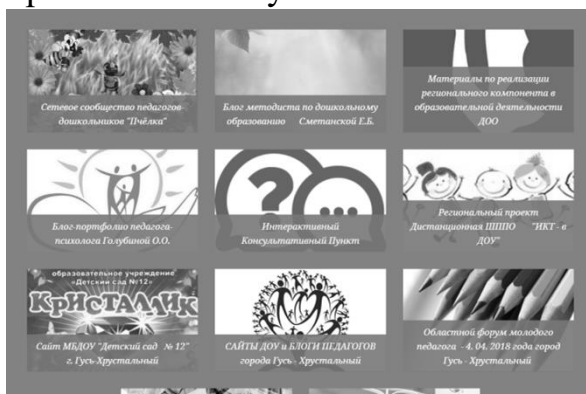 Сетевое сообщество педагогов
дошкольников "Пчёлка"
Блог методиста по дошкольному
образованию Сметанской Е.Б.
Материалы по реализации
регионального компонента в
образовательной деятельности
ДОО
Блог-портфолио педагога-
психолога Голубиной О.О.
Интерактивный
Консультативный Пункт
Региональный проект
Дистанционная ШППО "ИКТ - в
ДОУ"
образовательное учреждение
«Детский сад №12»
КРИСТАЛЛИК
Сайт МБДОУ "Детский сад № 12"
г. Гусь-Хрустальный
САЙТЫ ДОУ и БЛОГИ ПЕДАГОГОВ
города Гусь - Хрустальный
Областной форум молодого
педагога - 4. 04. 2018 года город
Гусь - Хрустальный